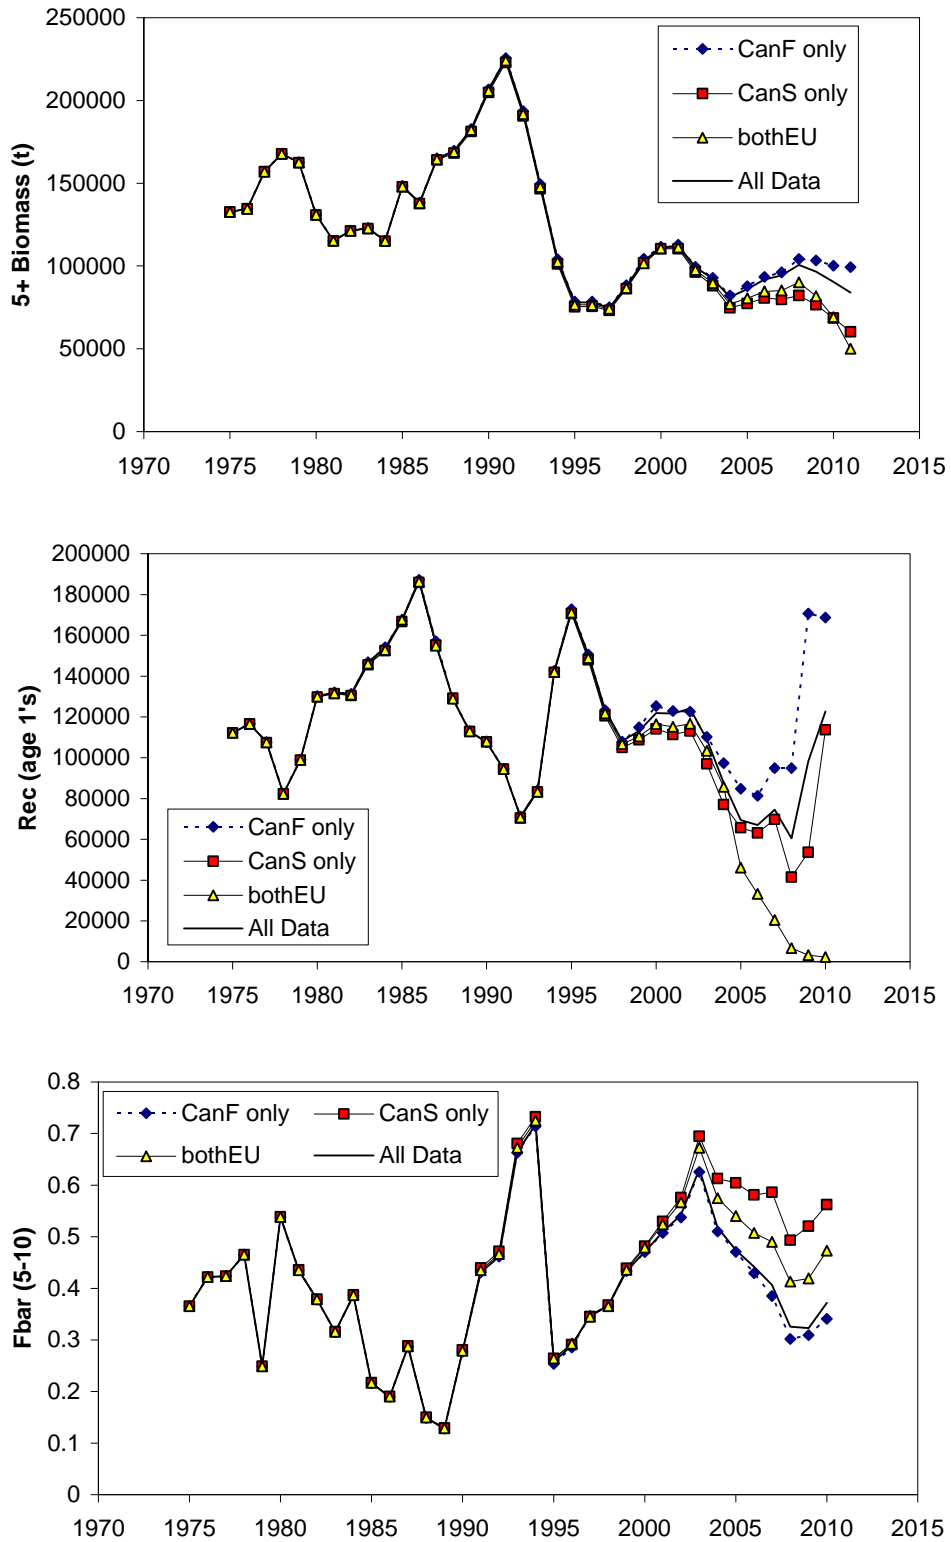 250000
200000
150000
100000
50000
0
5+ Biomass (t)
CanF only
CanS only
bothEU
All Data
1970 1975 1980 1985 1990 1995 2000 2005 2010 2015
200000
180000
160000
140000
120000
100000
80000
60000
40000
20000
0
Rec (age 1's)
CanF only
CanS only
bothEU
All Data
1970 1975 1980 1985 1990 1995 2000 2005 2010 2015
0.8
0.7
0.6
0.5
0.4
0.3
0.2
0.1
0
Fbar (5-10)
CanF only CanS only
bothEU All Data
1970 1975 1980 1985 1990 1995 2000 2005 2010 2015